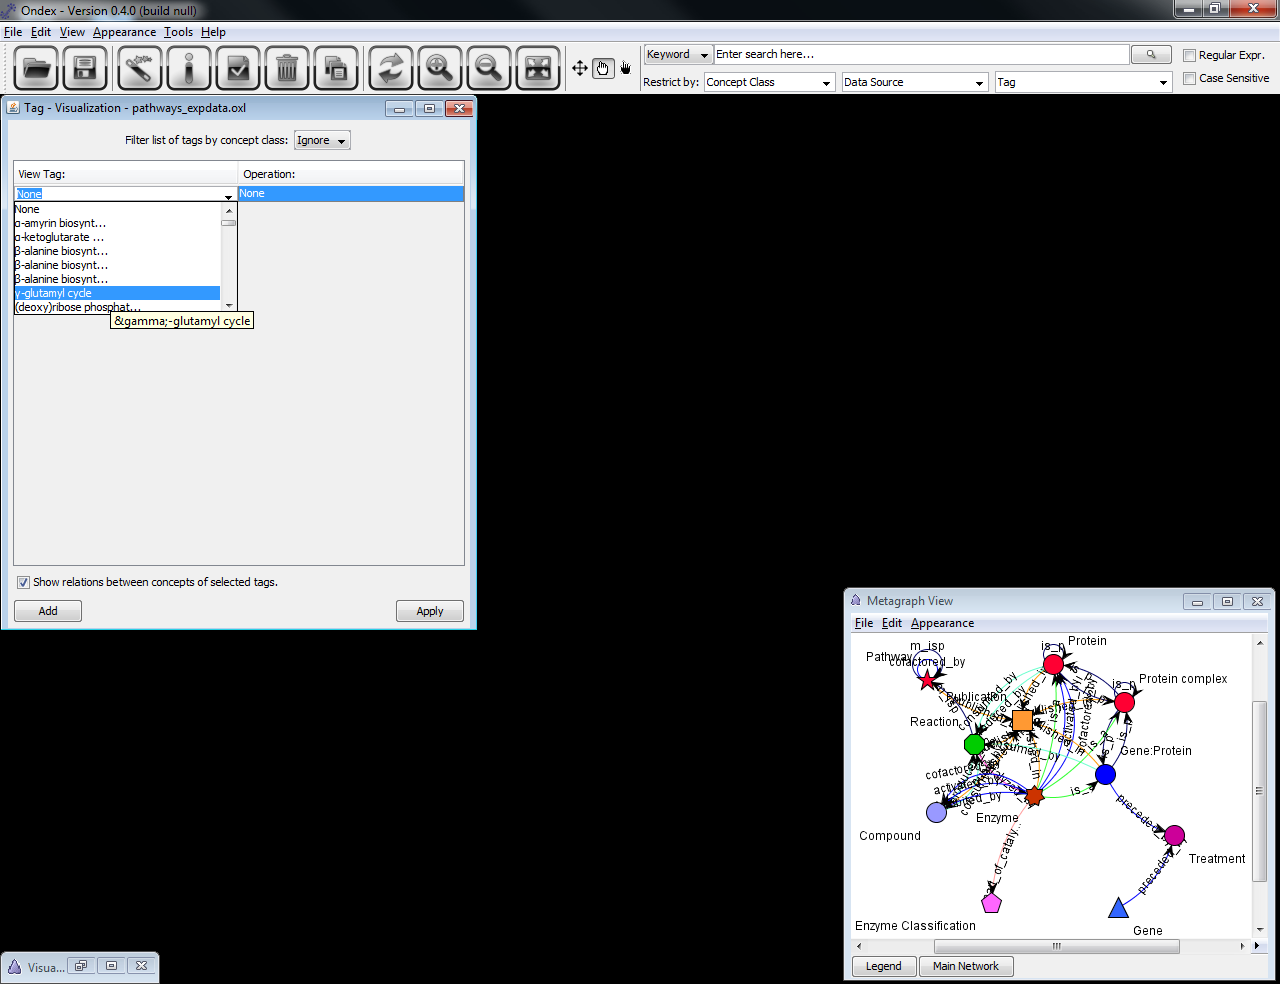 Ondex - Version 0.4.0 (build null)
File Edit View Appearance Tools Help
Keyword Enter search here... Regular Expr.
Restrict by: Concept Class Data Source Tag Case Sensitive
Tag - Visualization - pathways_expdata.oxl
Filter list of tags by concept class: Ignore
View Tag: Operation:
None None
None
α-amyrin biosynt...
α-ketoglutarate ...
β-alanine biosynt...
β-alanine biosynt...
β-alanine biosynt...
γ-glutamyl cycle
(deoxy)ribose phosphat...
&gamma;-glutamyl cycle
Show relations between concepts of selected tags.
Add Apply
Metagraph View
File Edit Appearance
m_isp is_p Protein
Pathway cofactored_by
is_p Protein complex
Publication
Reaction
Gene:Protein
cofactored_by
Compound Enzyme is_a
Treatment
Enzyme Classification Gene
Legend Main Network
Visua...